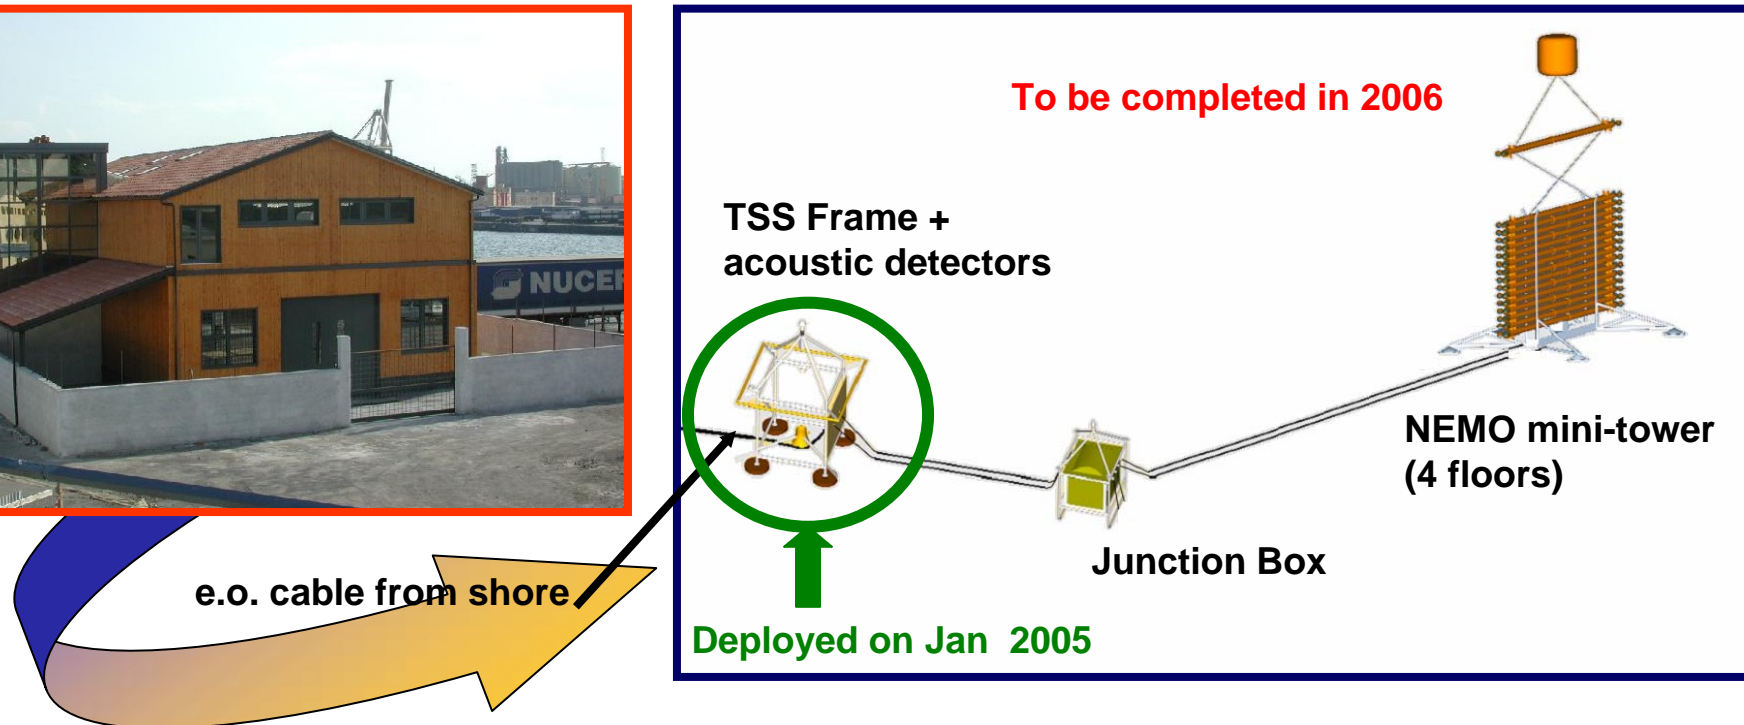 NUCE
To be completed in 2006
TSS Frame +
acoustic detectors
NEMO mini-tower
(4 floors)
Junction Box
e.o. cable from shore
Deployed on Jan 2005